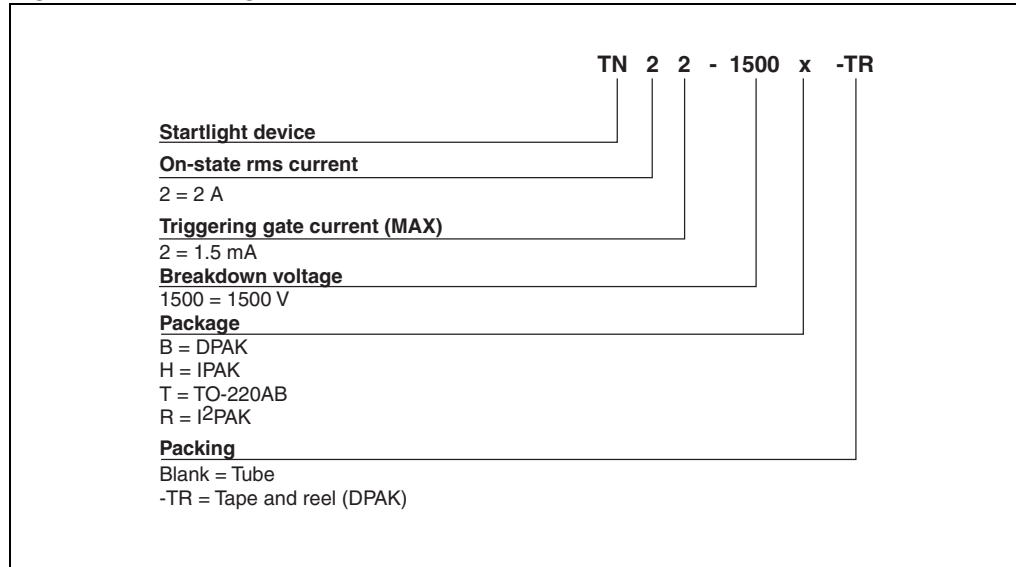 TN 2 2 - 1500 x -TR
Startlight device
On-state rms current
2 = 2 A
Triggering gate current (MAX)
2 = 1.5 mA
Breakdown voltage
1500 = 1500 V
Package
B = DPAK
H = IPAK
T = TO-220AB
R = I2PAK
Packing
Blank = Tube
-TR = Tape and reel (DPAK)